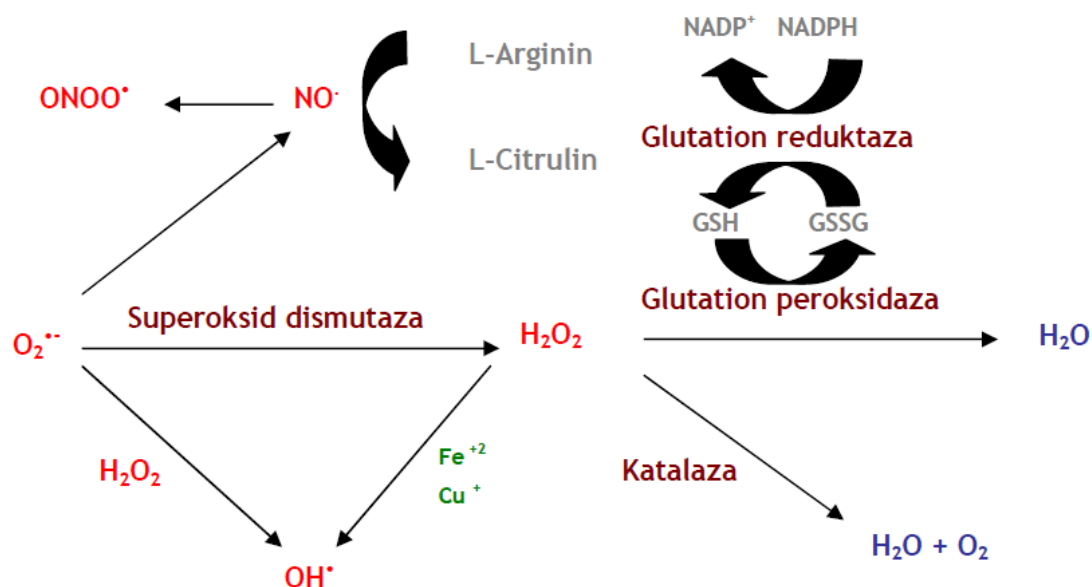 NADP⁺ NADPH
L-Arginin
ONOO•
NO·
Glutation reduktaza
L-Citrulin
GSH GSSG
Superoksid dismutaza
Glutation peroksidaza
O₂•-
H₂O₂
H₂O
H₂O₂
Fe⁺²
Cu⁺
Katalaza
H₂O + O₂
OH•